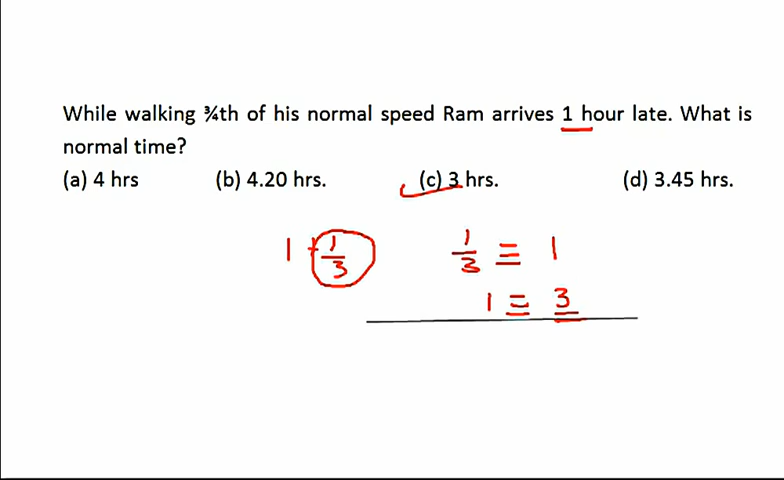 While walking ¾th of his normal speed Ram arrives 1 hour late. What is
normal time?
(a) 4 hrs (b) 4.20 hrs. (c) 3 hrs. (d) 3.45 hrs.
1 + 1/3 1/3 ≡ 1
1 ≡ 3